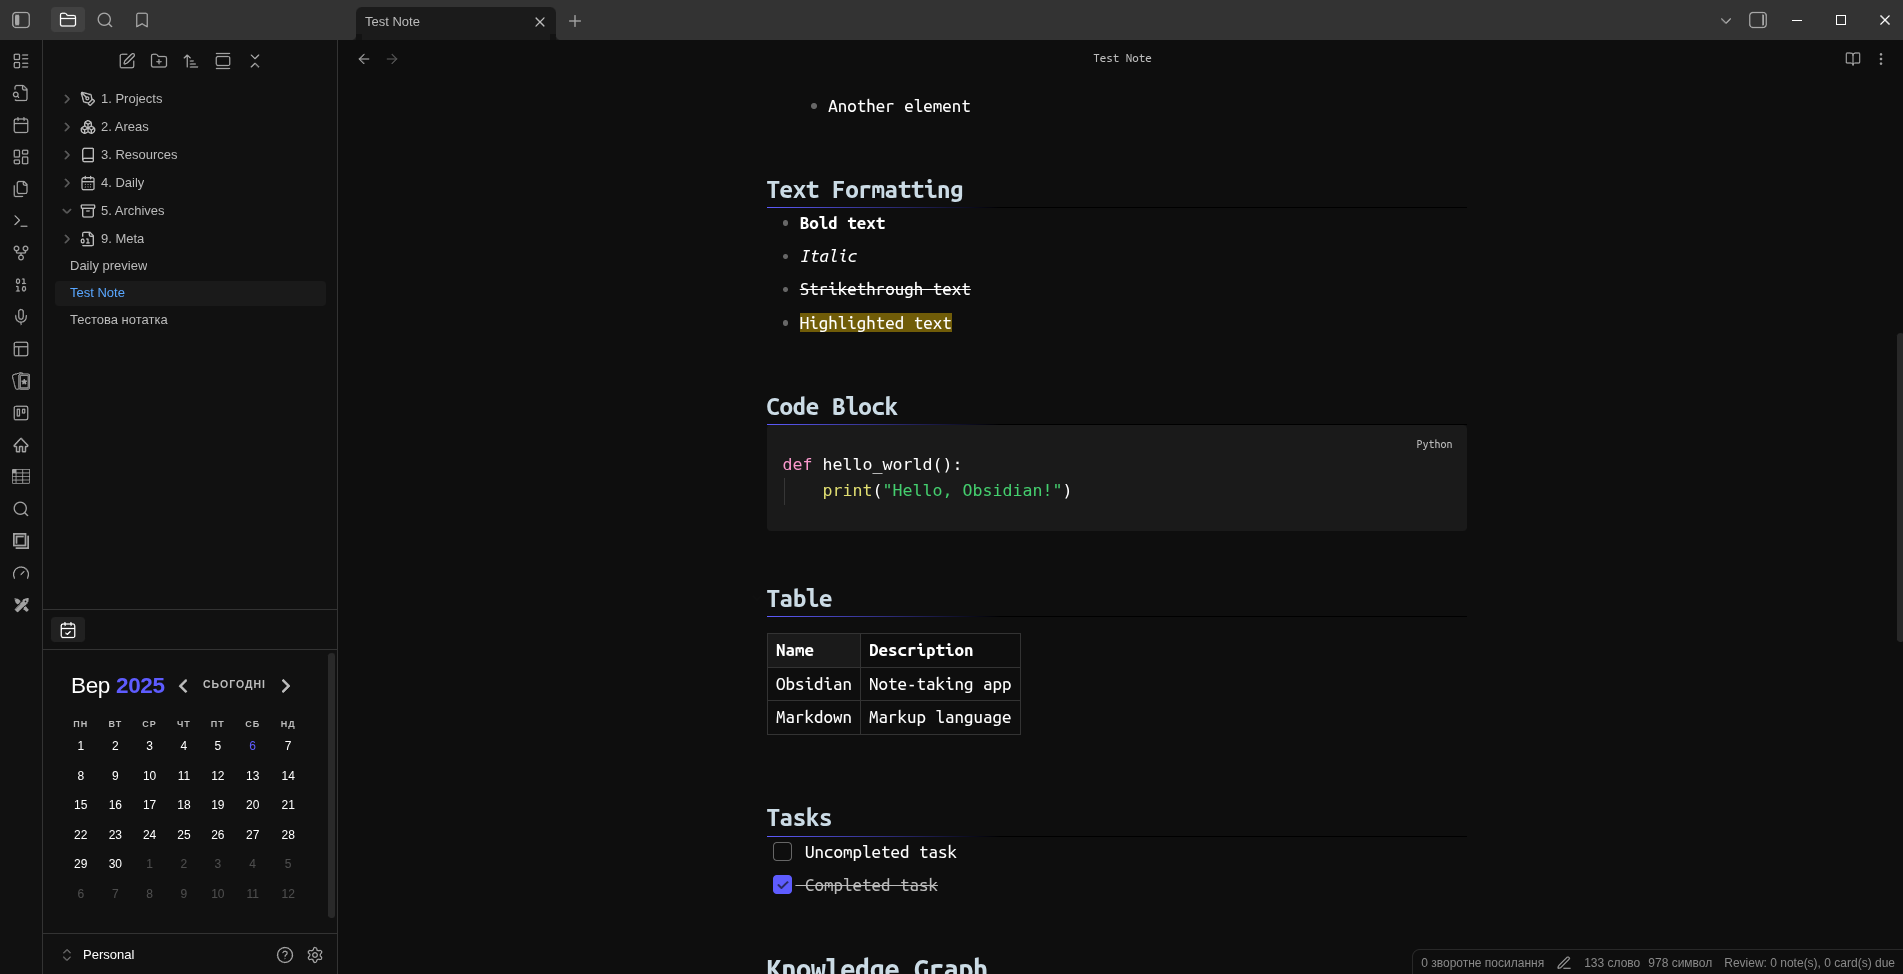 Test Note
1. Projects
2. Areas
3. Resources
4. Daily
5. Archives
9. Meta
Daily preview
Test Note
Тестова нотатка
Вер 2025
СЬОГОДНІ
ПН ВТ СР ЧТ ПТ СБ НД
1 2 3 4 5 6 7
8 9 10 11 12 13 14
15 16 17 18 19 20 21
22 23 24 25 26 27 28
29 30 1 2 3 4 5
6 7 8 9 10 11 12
Personal
Test Note
Another element
Text Formatting
Bold text
Italic
Strikethrough text
Highlighted text
Code Block
Python
def hello_world():
    print("Hello, Obsidian!")
Table
Name Description
Obsidian Note-taking app
Markdown Markup language
Tasks
Uncompleted task
Completed task
Knowledge Graph
0 зворотне посилання 133 слово 978 символ Review: 0 note(s), 0 card(s) due